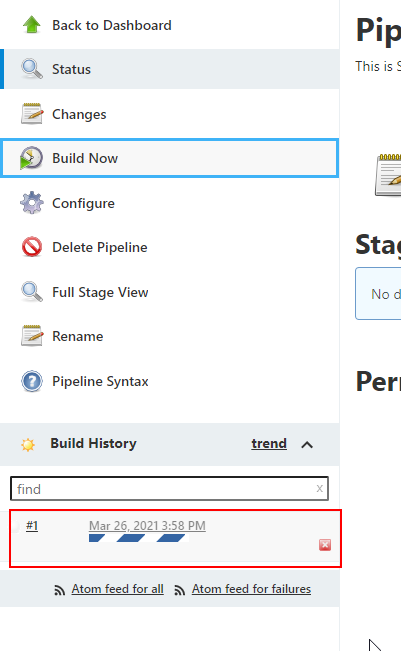 Back to Dashboard
Status
Changes
Build Now
Configure
Delete Pipeline
Full Stage View
Rename
Pipeline Syntax
Build History trend
find x
#1 Mar 26, 2021 3:58 PM
Atom feed for all Atom feed for failures
Pip
This is S
Stag
No d
Per